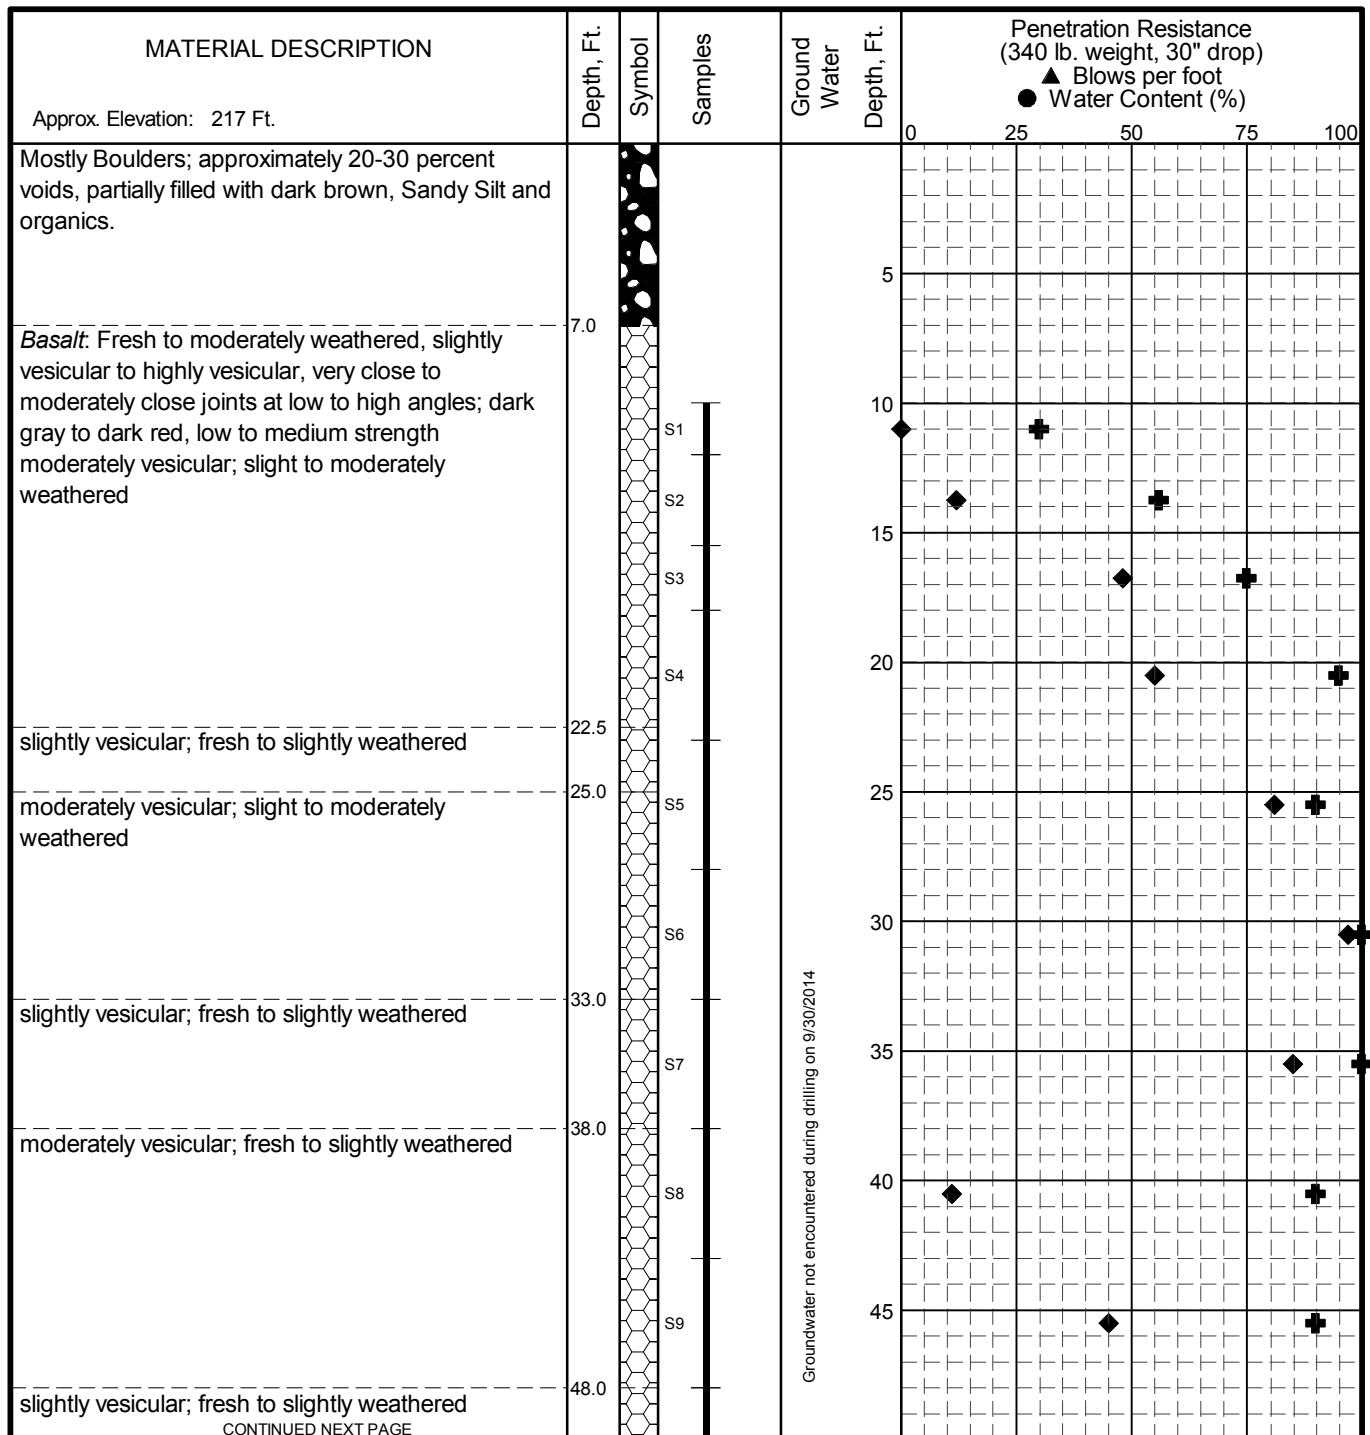 MATERIAL DESCRIPTION
Approx. Elevation: 217 Ft.
Depth, Ft.
Symbol
Samples
Ground
Water
Depth, Ft.
Penetration Resistance
(340 lb. weight, 30" drop)
▲ Blows per foot
● Water Content (%)
0 25 50 75 100
Mostly Boulders; approximately 20-30 percent
voids, partially filled with dark brown, Sandy Silt and
organics.
5
7.0
Basalt: Fresh to moderately weathered, slightly
vesicular to highly vesicular, very close to
moderately close joints at low to high angles; dark
gray to dark red, low to medium strength
moderately vesicular; slight to moderately
weathered
10
S1
S2
15
S3
20
S4
22.5
slightly vesicular; fresh to slightly weathered
25.0
moderately vesicular; slight to moderately
weathered
S5
25
30
S6
33.0
slightly vesicular; fresh to slightly weathered
35
S7
38.0
moderately vesicular; fresh to slightly weathered
40
S8
45
S9
Groundwater not encountered during drilling on 9/30/2014
48.0
slightly vesicular; fresh to slightly weathered
CONTINUED NEXT PAGE